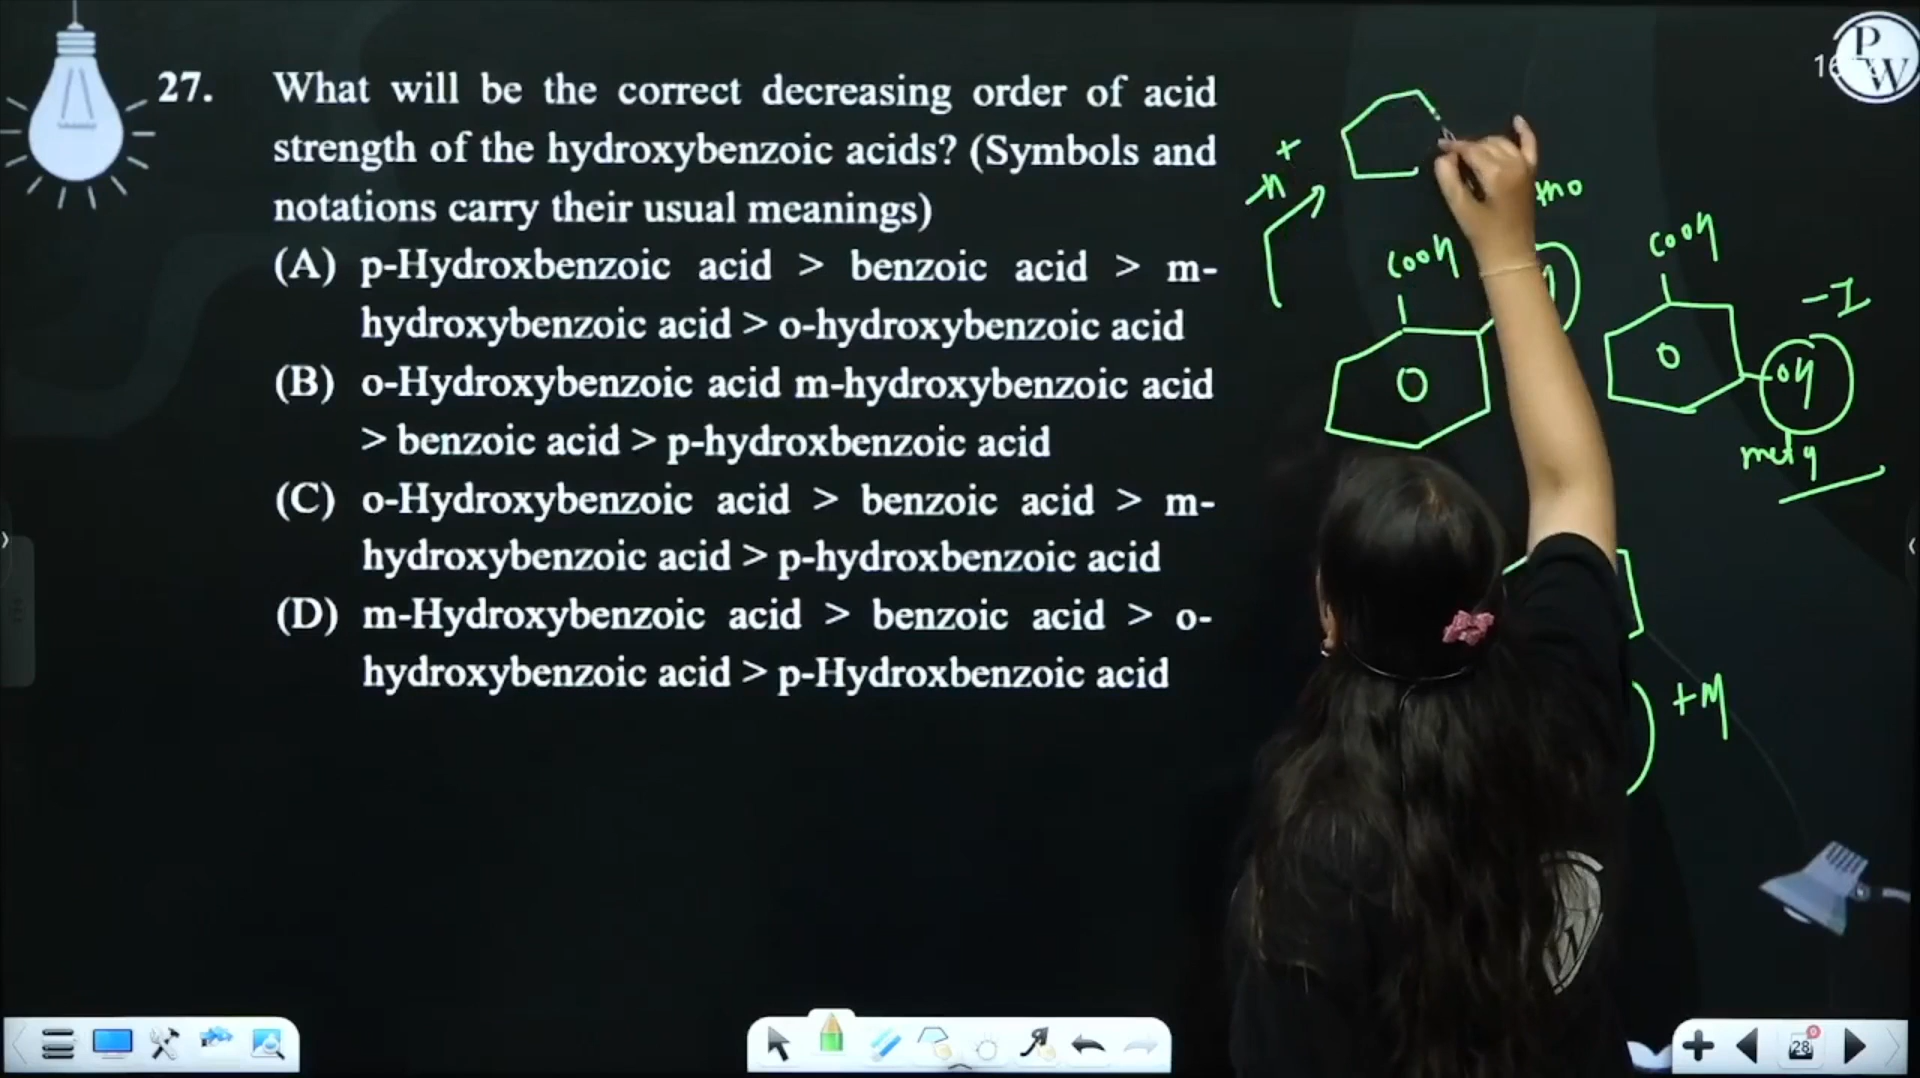 27. What will be the correct decreasing order of acid
strength of the hydroxybenzoic acids? (Symbols and
notations carry their usual meanings)
(A) p-Hydroxbenzoic acid > benzoic acid > m-
hydroxybenzoic acid > o-hydroxybenzoic acid
(B) o-Hydroxybenzoic acid m-hydroxybenzoic acid
> benzoic acid > p-hydroxbenzoic acid
(C) o-Hydroxybenzoic acid > benzoic acid > m-
hydroxybenzoic acid > p-hydroxbenzoic acid
(D) m-Hydroxybenzoic acid > benzoic acid > o-
hydroxybenzoic acid > p-Hydroxbenzoic acid
PW
-H+
COOH
COOH
-I
O
O
OH
+M
28